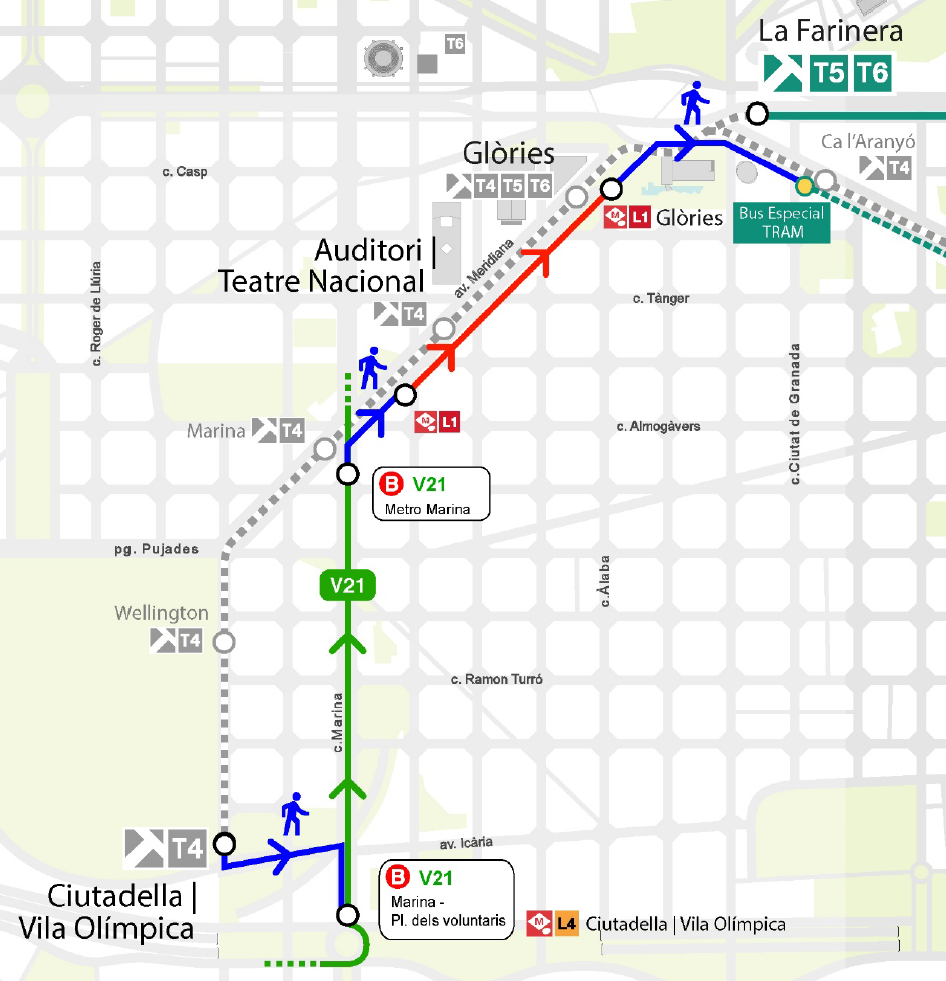 La Farinera
T5 T6
T6
c. Casp
Ca l'Aranyó
T4
Glòries
T4 T5 T6
M L1 Glòries
Bus Especial
TRAM
Auditori |
Teatre Nacional
T4
av. Meridiana
c. Roger de Llúria
c. Tànger
c.Ciutat de Granada
M L1
Marina T4
c. Almogàvers
B V21
Metro Marina
pg. Pujades
V21
c.Àlaba
Wellington
T4
c. Ramon Turró
c.Marina
T4
av. Icària
Ciutadella |
Vila Olímpica
B V21
Marina -
Pl. dels voluntaris
M L4 Ciutadella | Vila Olímpica